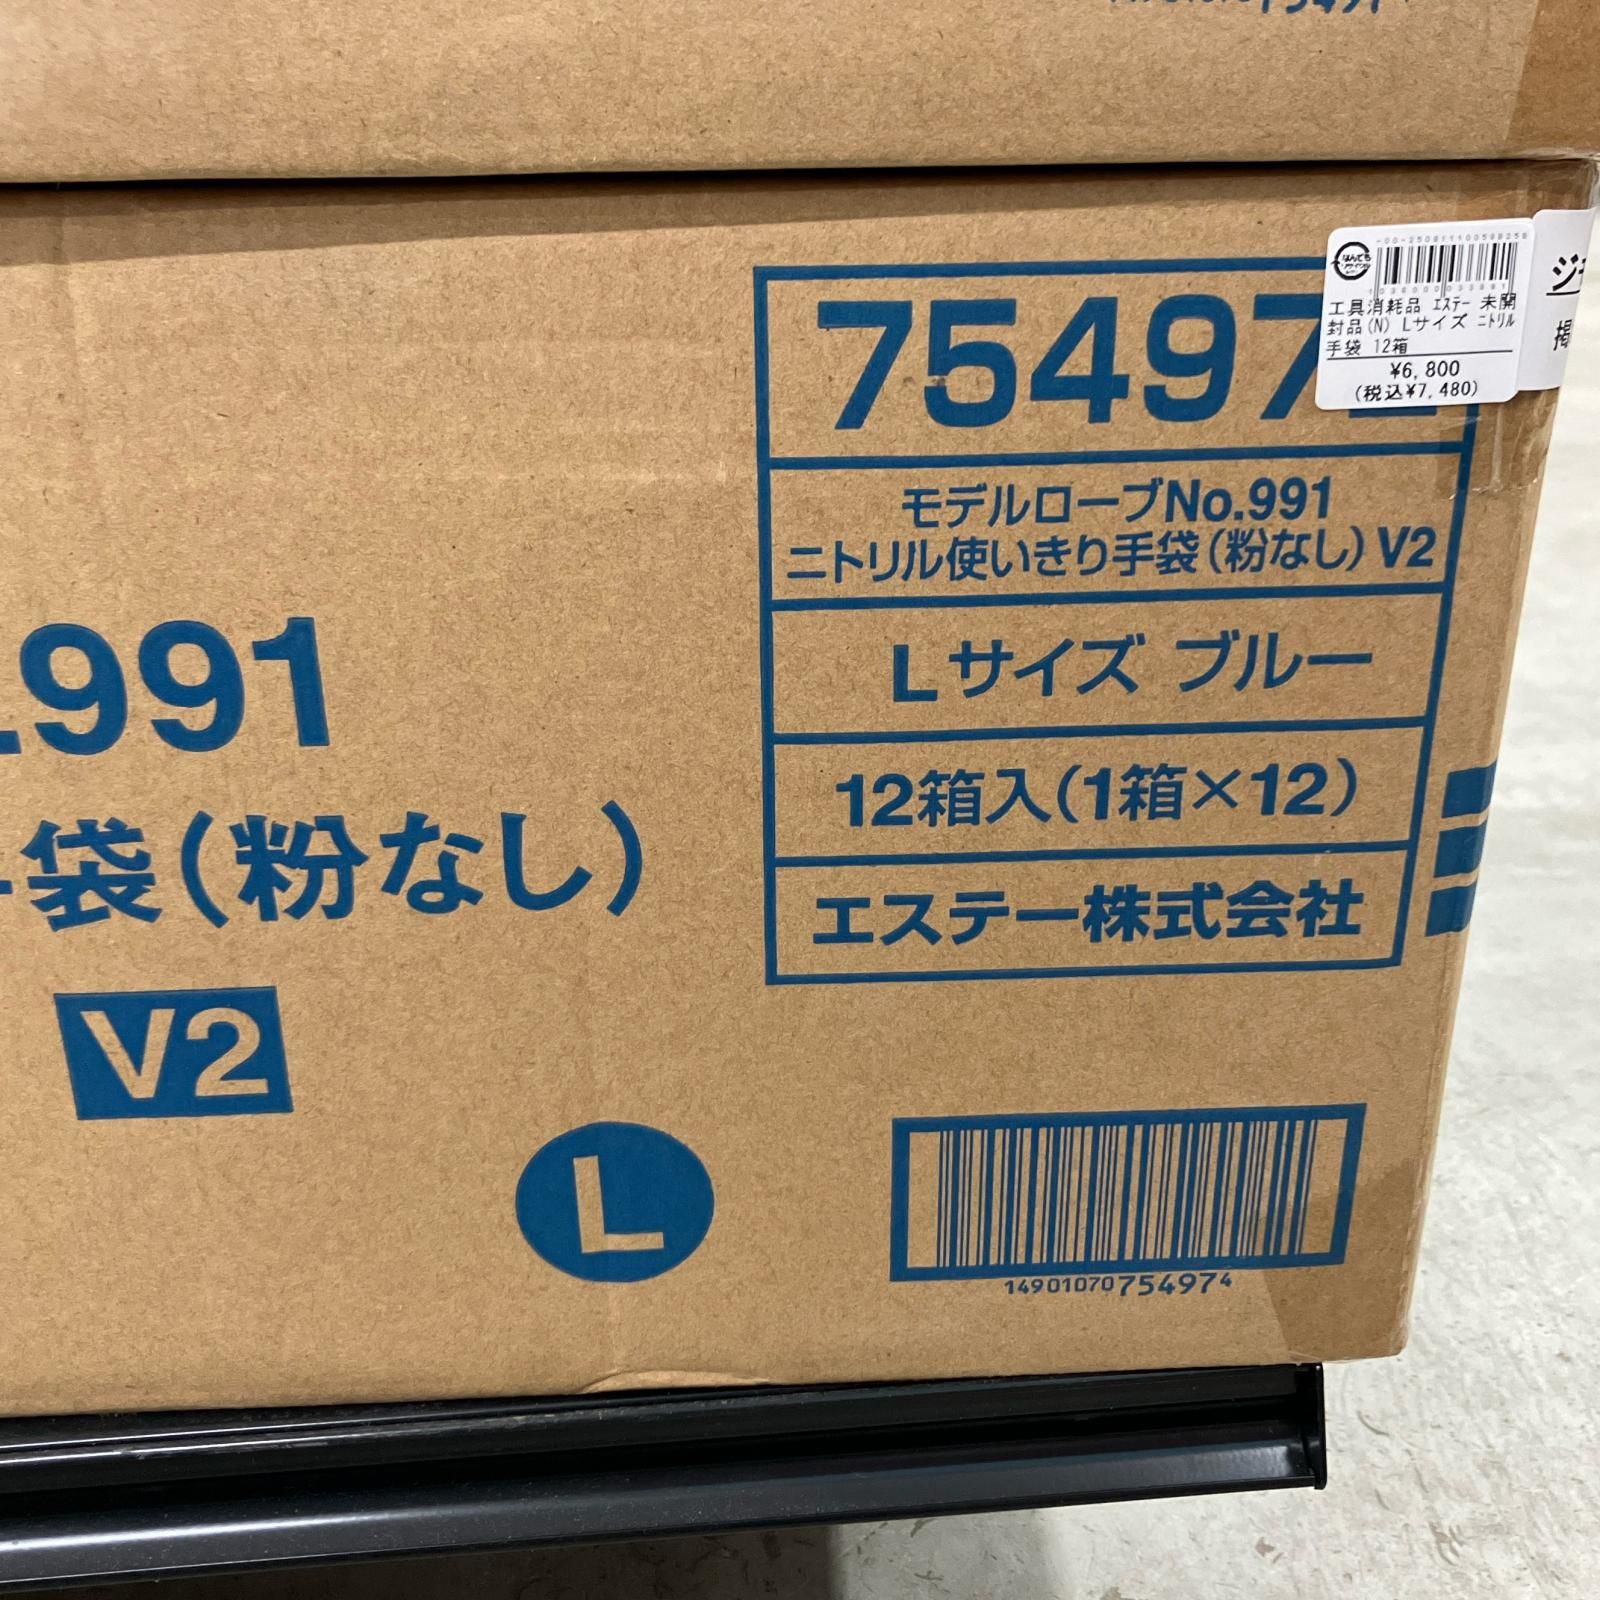 75497
モデルローブNo.991
ニトリル使いきり手袋(粉なし)V2
Lサイズ ブルー
12箱入(1箱×12)
エステー株式会社
工具消耗品 エステー 未開
封品(N) Lサイズ ニトリル
手袋 12箱
¥6,800
(税込¥7,480)
.991
袋(粉なし)
V2
L
14901070754974